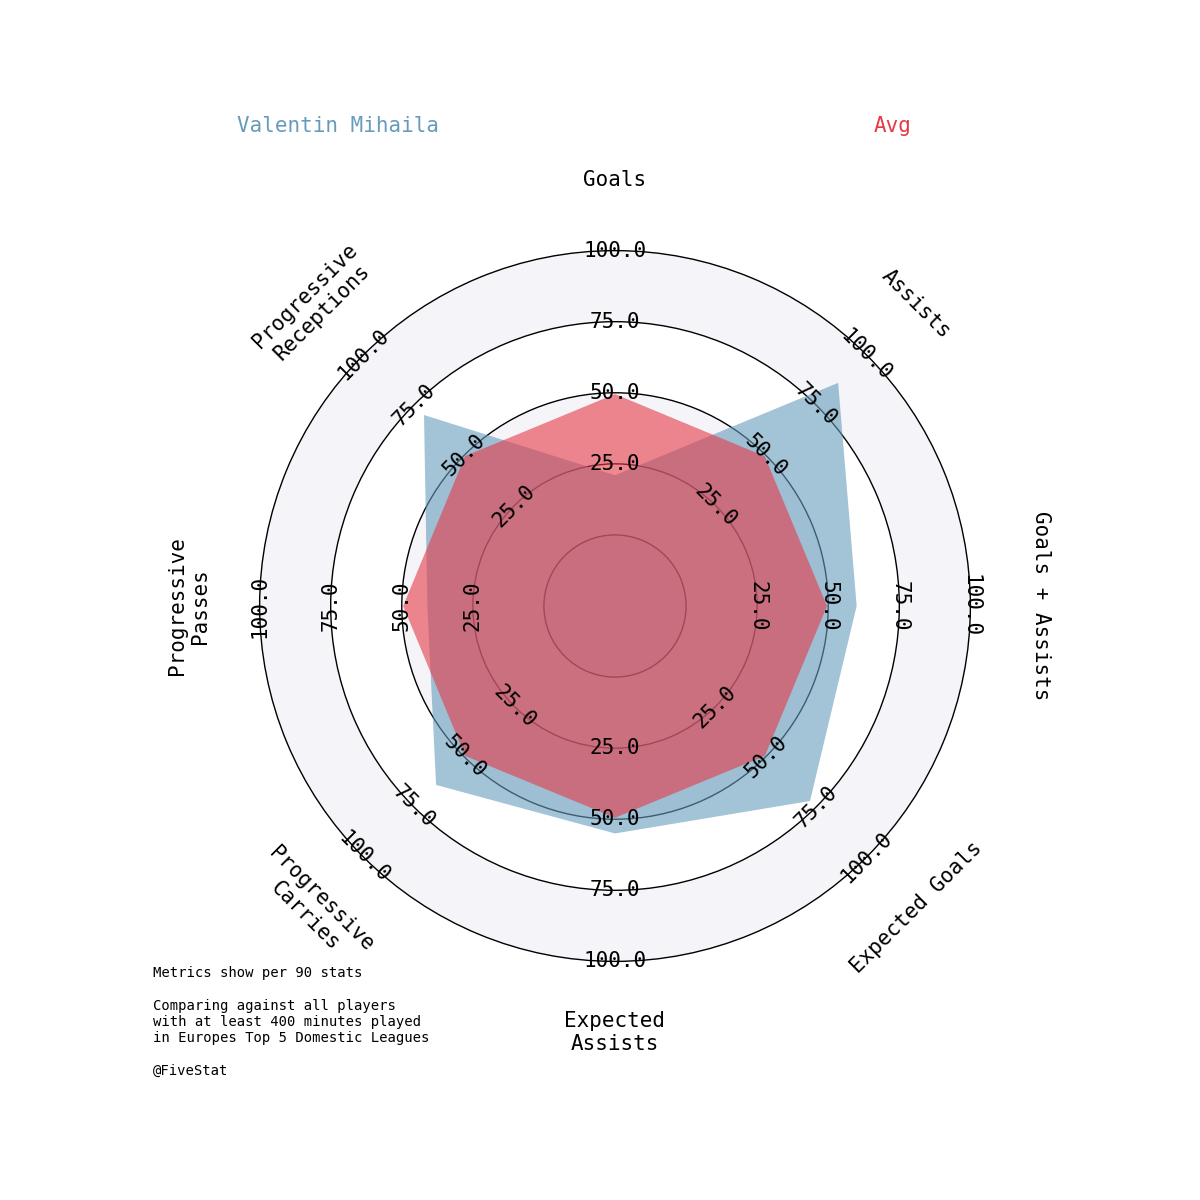 Valentin Mihaila
Avg
Goals
Progressive
Receptions
Assists
100.0
100.0
100.0
75.0
75.0
75.0
50.0
50.0
50.0
25.0
25.0
25.0
Progressive
Passes
100.0
75.0
50.0
25.0
25.0
50.0
75.0
100.0
Goals + Assists
25.0
25.0
25.0
50.0
50.0
50.0
75.0
75.0
75.0
100.0
100.0
100.0
Progressive
Carries
Expected Goals
Expected
Assists
Metrics show per 90 stats
Comparing against all players
with at least 400 minutes played
in Europes Top 5 Domestic Leagues
@FiveStat